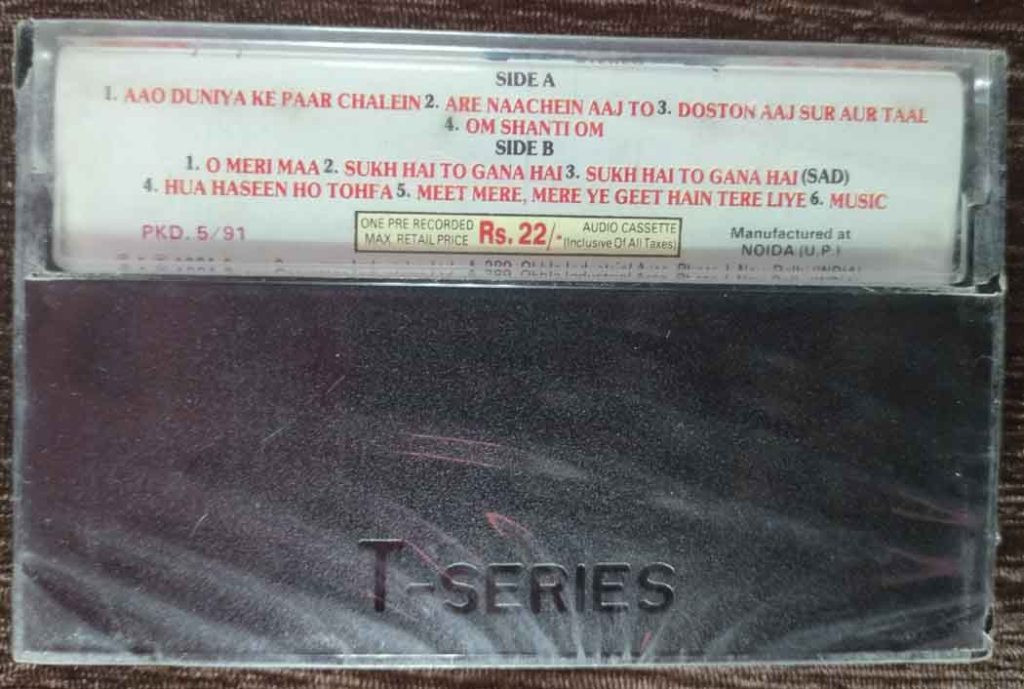 SIDE A
1. AAO DUNIYA KE PAAR CHALEIN 2. ARE NAACHEIN AAJ TO 3. DOSTON AAJ SUR AUR TAAL
4. OM SHANTI OM
SIDE B
1. O MERI MAA 2. SUKH HAI TO GANA HAI 3. SUKH HAI TO GANA HAI (SAD)
4. HUA HASEEN HO TOHFA 5. MEET MERE, MERE YE GEET HAIN TERE LIYE 6. MUSIC
PKD. 5/91
ONE PRE RECORDED
MAX. RETAIL PRICE
Rs. 22/-
AUDIO CASSETTE
(Inclusive Of All Taxes)
Manufactured at
NOIDA (U.P.)
T-SERIES